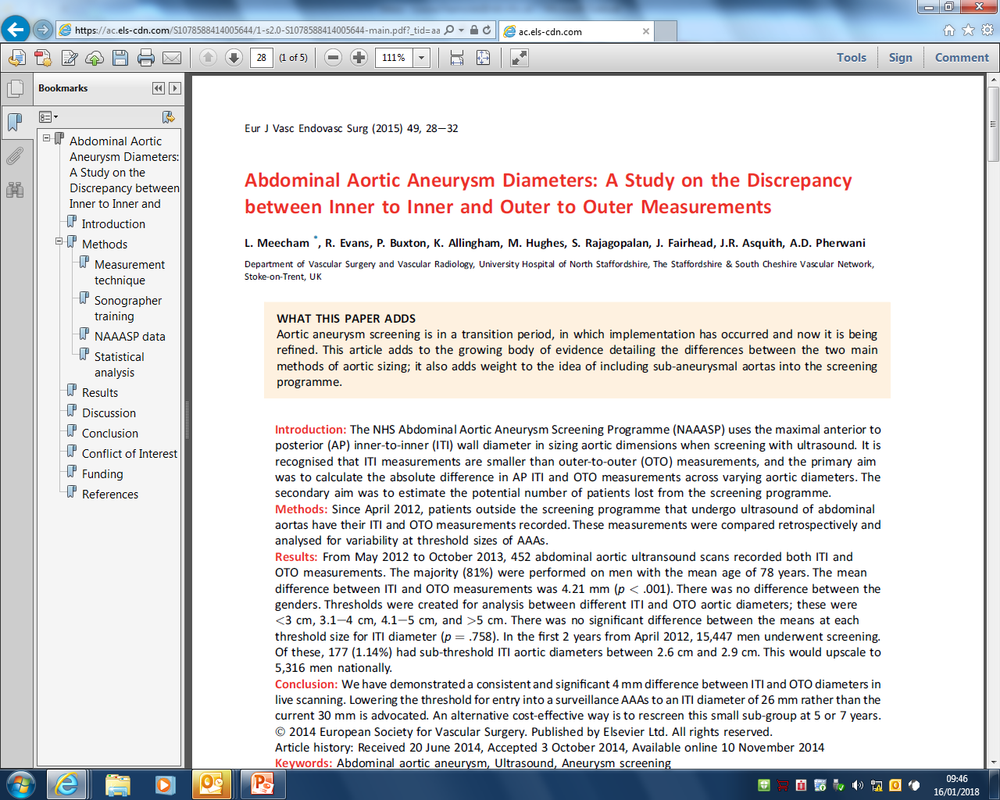 https://ac.els-cdn.com/S1078588414005644/1-s2.0-S1078588414005644-main.pdf?_tid=aa
ac.els-cdn.com
28
(1 of 5)
111%
Tools
Sign
Comment
Bookmarks
Abdominal Aortic
Aneurysm Diameters:
A Study on the
Discrepancy between
Inner to Inner and
Introduction
Methods
Measurement
technique
Sonographer
training
NAAASP data
Statistical
analysis
Results
Discussion
Conclusion
Conflict of Interest
Funding
References
Eur J Vasc Endovasc Surg (2015) 49, 28—32
Abdominal Aortic Aneurysm Diameters: A Study on the Discrepancy
between Inner to Inner and Outer to Outer Measurements
L. Meecham *, R. Evans, P. Buxton, K. Allingham, M. Hughes, S. Rajagopalan, J. Fairhead, J.R. Asquith, A.D. Pherwani
Department of Vascular Surgery and Vascular Radiology, University Hospital of North Staffordshire, The Staffordshire & South Cheshire Vascular Network,
Stoke-on-Trent, UK
WHAT THIS PAPER ADDS
Aortic aneurysm screening is in a transition period, in which implementation has occurred and now it is being
refined. This article adds to the growing body of evidence detailing the differences between the two main
methods of aortic sizing; it also adds weight to the idea of including sub-aneurysmal aortas into the screening
programme.
Introduction: The NHS Abdominal Aortic Aneurysm Screening Programme (NAAASP) uses the maximal anterior to
posterior (AP) inner-to-inner (ITI) wall diameter in sizing aortic dimensions when screening with ultrasound. It is
recognised that ITI measurements are smaller than outer-to-outer (OTO) measurements, and the primary aim
was to calculate the absolute difference in AP ITI and OTO measurements across varying aortic diameters. The
secondary aim was to estimate the potential number of patients lost from the screening programme.
Methods: Since April 2012, patients outside the screening programme that undergo ultrasound of abdominal
aortas have their ITI and OTO measurements recorded. These measurements were compared retrospectively and
analysed for variability at threshold sizes of AAAs.
Results: From May 2012 to October 2013, 452 abdominal aortic ultransound scans recorded both ITI and
OTO measurements. The majority (81%) were performed on men with the mean age of 78 years. The mean
difference between ITI and OTO measurements was 4.21 mm (p < .001). There was no difference between the
genders. Thresholds were created for analysis between different ITI and OTO aortic diameters; these were
<3 cm, 3.1—4 cm, 4.1—5 cm, and >5 cm. There was no significant difference between the means at each
threshold size for ITI diameter (p = .758). In the first 2 years from April 2012, 15,447 men underwent screening.
Of these, 177 (1.14%) had sub-threshold ITI aortic diameters between 2.6 cm and 2.9 cm. This would upscale to
5,316 men nationally.
Conclusion: We have demonstrated a consistent and significant 4 mm difference between ITI and OTO diameters in
live scanning. Lowering the threshold for entry into a surveillance AAAs to an ITI diameter of 26 mm rather than the
current 30 mm is advocated. An alternative cost-effective way is to rescreen this small sub-group at 5 or 7 years.
© 2014 European Society for Vascular Surgery. Published by Elsevier Ltd. All rights reserved.
Article history: Received 20 June 2014, Accepted 3 October 2014, Available online 10 November 2014
Keywords: Abdominal aortic aneurysm, Ultrasound, Aneurysm screening
09:46
16/01/2018